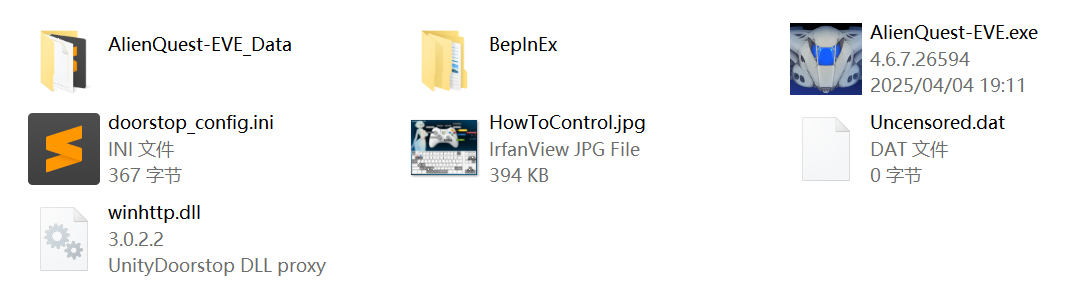 AlienQuest-EVE_Data
BepInEx
AlienQuest-EVE.exe
4.6.7.26594
2025/04/04 19:11
doorstop_config.ini
INI 文件
367 字节
HowToControl.jpg
IrfanView JPG File
394 KB
Uncensored.dat
DAT 文件
0 字节
winhttp.dll
3.0.2.2
UnityDoorstop DLL proxy